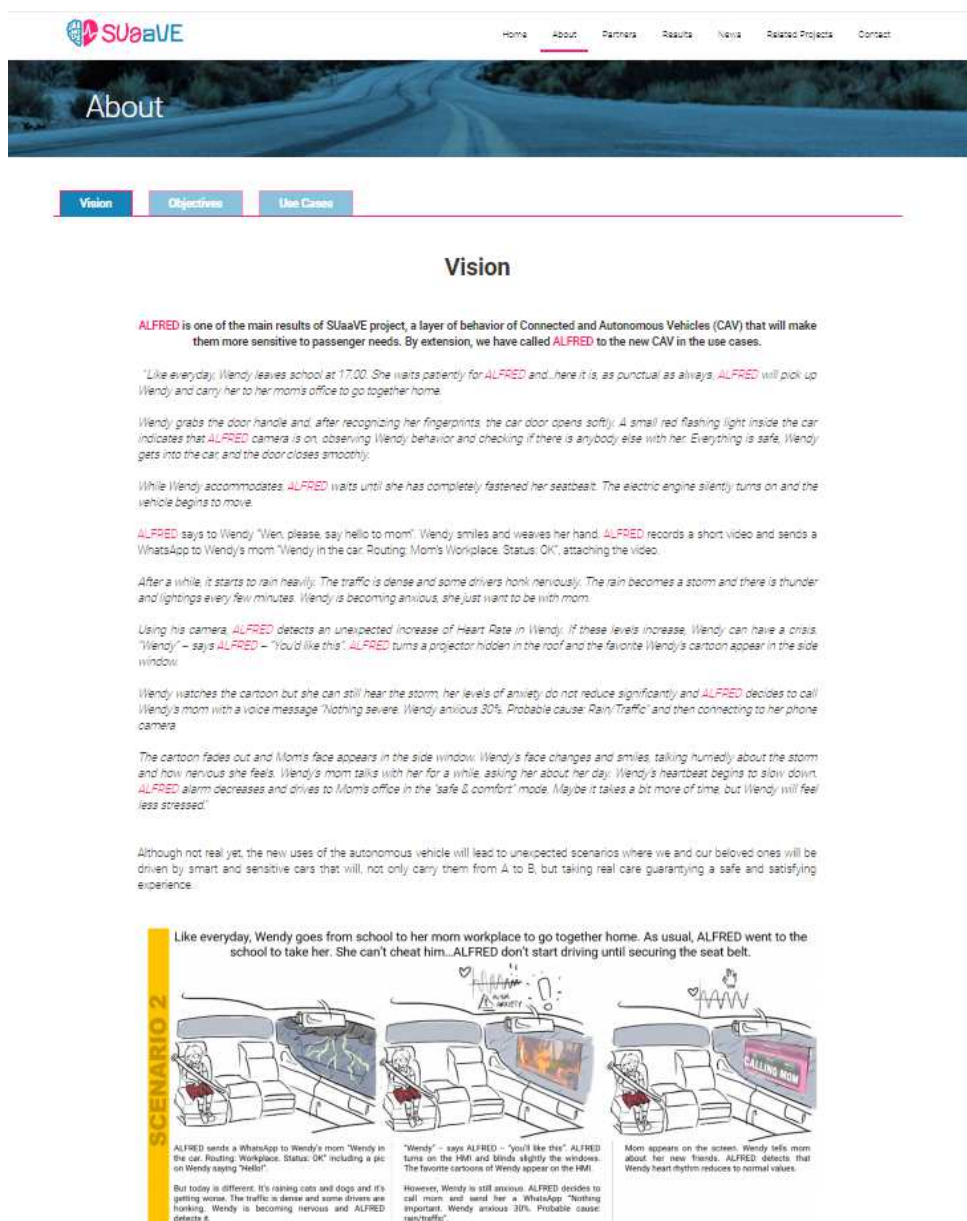 SUaaVE
Home About Partners Results News Related Projects Contact
About
Vision Objectives Use Cases
Vision
ALFRED is one of the main results of SUaaVE project, a layer of behavior of Connected and Autonomous Vehicles (CAV) that will make
them more sensitive to passenger needs. By extension, we have called ALFRED to the new CAV in the use cases.
"Like everyday, Wendy leaves school at 17.00. She waits patiently for ALFRED and...here it is, as punctual as always, ALFRED will pick up
Wendy and carry her to her mom's office to go together home.
Wendy grabs the door handle and, after recognizing her fingerprints, the car door opens softly. A small red flashing light inside the car
indicates that ALFRED camera is on, observing Wendy behavior and checking if there is anybody else with her. Everything is safe, Wendy
gets into the car, and the door closes smoothly.
While Wendy accommodates, ALFRED waits until she has completely fastened her seatbealt. The electric engine silently turns on and the
vehicle begins to move.
ALFRED says to Wendy "Wen, please, say hello to mom". Wendy smiles and weaves her hand. ALFRED records a short video and sends a
WhatsApp to Wendy's mom "Wendy in the car. Routing: Mom's Workplace. Status: OK", attaching the video.
After a while, it starts to rain heavily. The traffic is dense and some drivers honk nervously. The rain becomes a storm and there is thunder
and lightings every few minutes. Wendy is becoming anxious, she just want to be with mom.
Using his camera, ALFRED detects an unexpected increase of Heart Rate in Wendy. If these levels increase, Wendy can have a crisis.
"Wendy" – says ALFRED – "You'd like this". ALFRED turns a projector hidden in the roof and the favorite Wendy's cartoon appear in the side
window.
Wendy watches the cartoon but she can still hear the storm, her levels of anxiety do not reduce significantly and ALFRED decides to call
Wendy's mom with a voice message "Nothing severe. Wendy anxious 30%. Probable cause: Rain/Traffic" and then connecting to her phone
camera
The cartoon fades out and Mom's face appears in the side window. Wendy's face changes and smiles, talking hurriedly about the storm
and how nervous she feels. Wendy's mom talks with her for a while, asking her about her day. Wendy's heartbeat begins to slow down.
ALFRED alarm decreases and drives to Mom's office in the "safe & comfort" mode. Maybe it takes a bit more of time, but Wendy will feel
less stressed."
Although not real yet, the new uses of the autonomous vehicle will lead to unexpected scenarios where we and our beloved ones will be
driven by smart and sensitive cars that will, not only carry them from A to B, but taking real care guarantying a safe and satisfying
experience.
Like everyday, Wendy goes from school to her mom workplace to go together home. As usual, ALFRED went to the
school to take her. She can't cheat him...ALFRED don't start driving until securing the seat belt.
SCENARIO 2
ANXIETY
CALLING MOM
ALFRED sends a WhatsApp to Wendy's mom "Wendy in
the car. Routing: Workplace. Status: OK" including a pic
on Wendy saying "Hello!".
But today is different. It's raining cats and dogs and it's
getting worse. The traffic is dense and some drivers are
honking. Wendy is becoming nervous and ALFRED
detects it.
"Wendy" – says ALFRED – "you'll like this". ALFRED
turns on the HMI and blinds slightly the windows.
The favorite cartoons of Wendy appear on the HMI.
However, Wendy is still anxious. ALFRED decides to
call mom and send her a WhatsApp "Nothing
important. Wendy anxious 30%. Probable cause:
rain/traffic".
Mom appears on the screen. Wendy tells mom
about her new friends. ALFRED detects that
Wendy heart rhythm reduces to normal values.